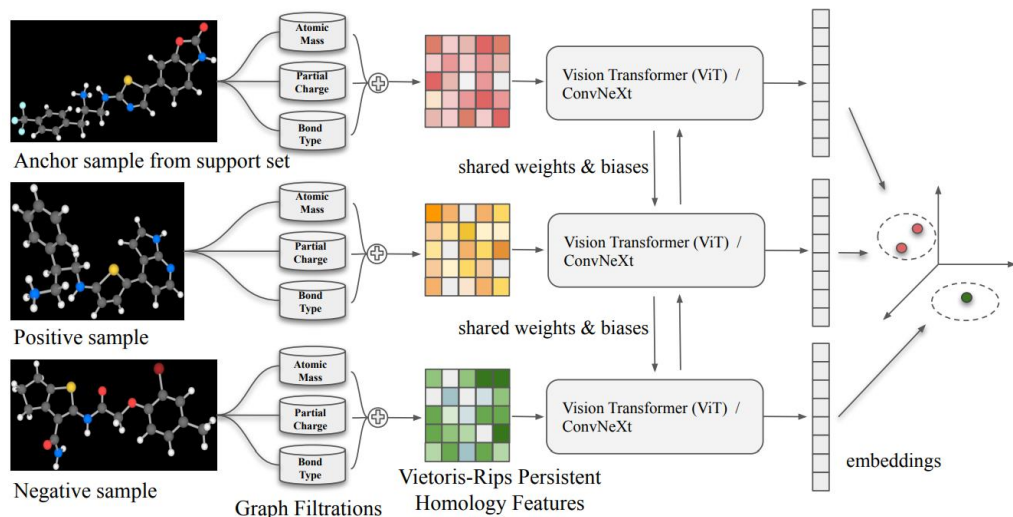 Atomic
Mass
Partial
Charge
Bond
Type
Vision Transformer (ViT) /
ConvNeXt
Anchor sample from support set
shared weights & biases
Atomic
Mass
Partial
Charge
Bond
Type
Vision Transformer (ViT) /
ConvNeXt
Positive sample
shared weights & biases
Atomic
Mass
Partial
Charge
Bond
Type
Vision Transformer (ViT) /
ConvNeXt
Negative sample
Graph Filtrations
Vietoris-Rips Persistent
Homology Features
embeddings